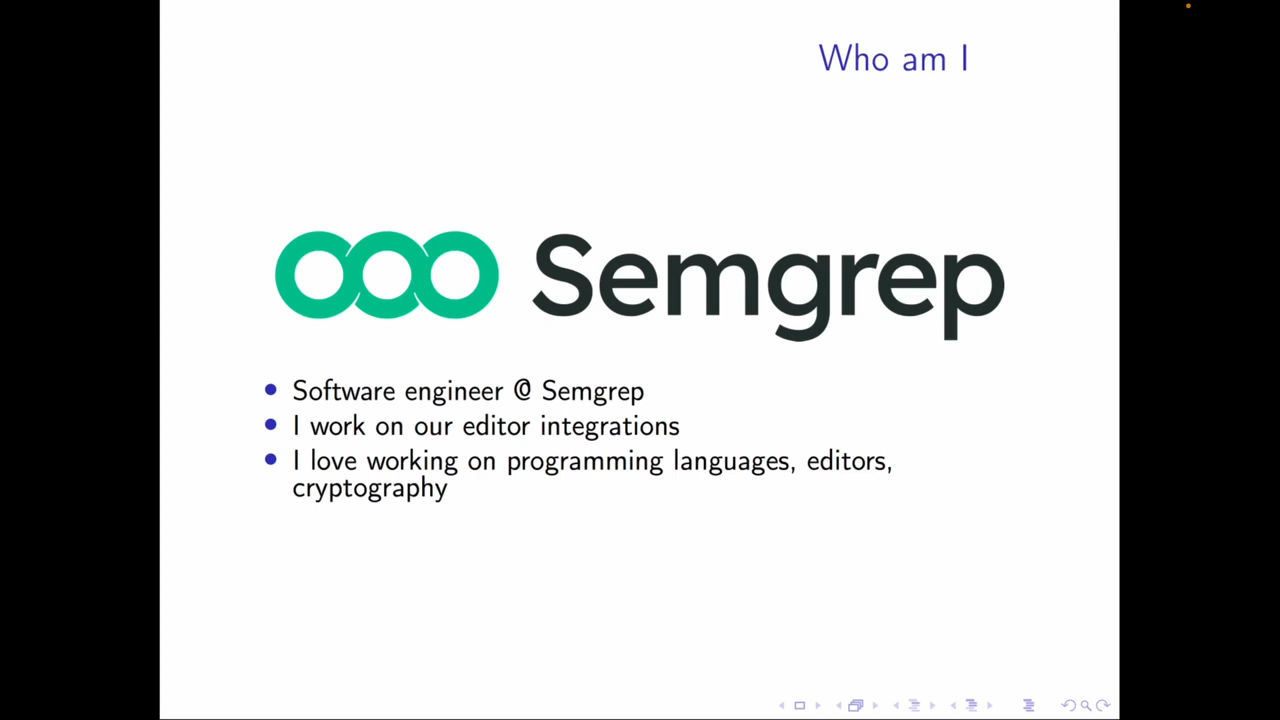 Who am I
Semgrep
Software engineer @ Semgrep
I work on our editor integrations
I love working on programming languages, editors,
cryptography